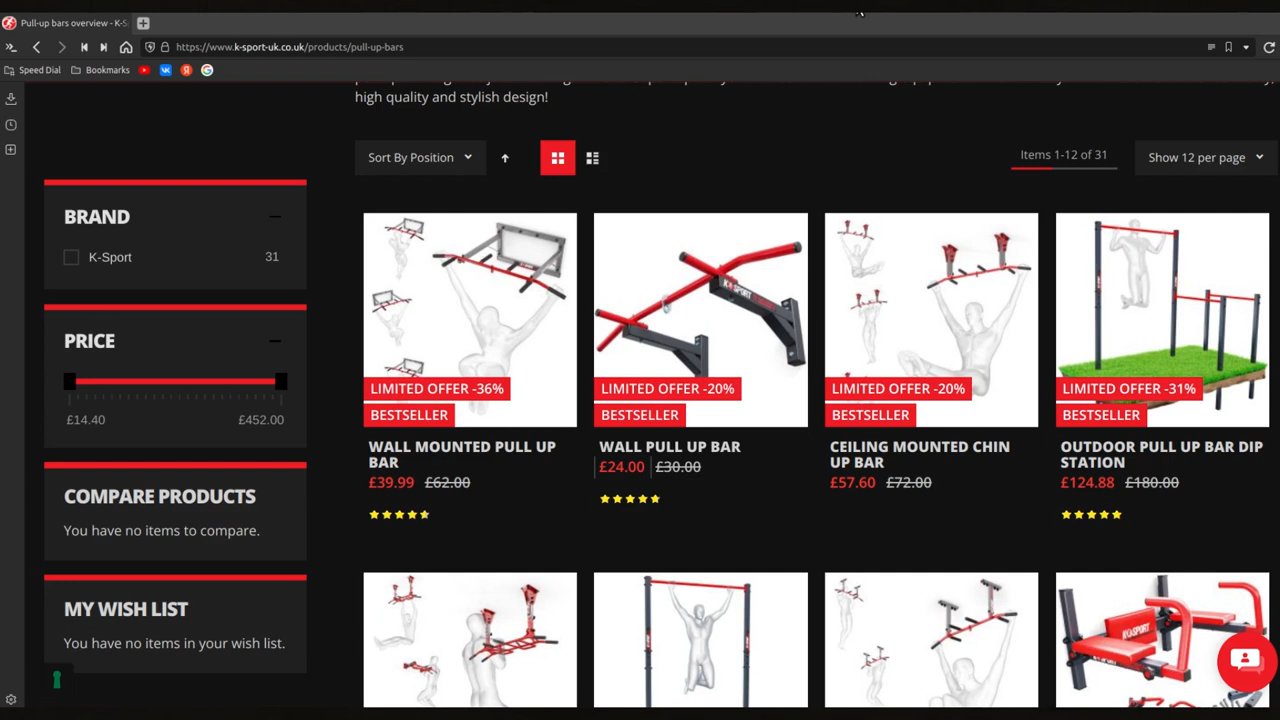 Pull-up bars overview - K-S
https://www.k-sport-uk.co.uk/products/pull-up-bars
Speed Dial
Bookmarks
high quality and stylish design!
Sort By Position
Items 1-12 of 31
Show 12 per page
BRAND
K-Sport 31
PRICE
£14.40 £452.00
COMPARE PRODUCTS
You have no items to compare.
MY WISH LIST
You have no items in your wish list.
LIMITED OFFER -36%
BESTSELLER
WALL MOUNTED PULL UP
BAR
£39.99 £62.00
K-SPORT
LIMITED OFFER -20%
BESTSELLER
WALL PULL UP BAR
£24.00 £30.00
LIMITED OFFER -20%
BESTSELLER
CEILING MOUNTED CHIN
UP BAR
£57.60 £72.00
LIMITED OFFER -31%
BESTSELLER
OUTDOOR PULL UP BAR DIP
STATION
£124.88 £180.00
K-SPORT